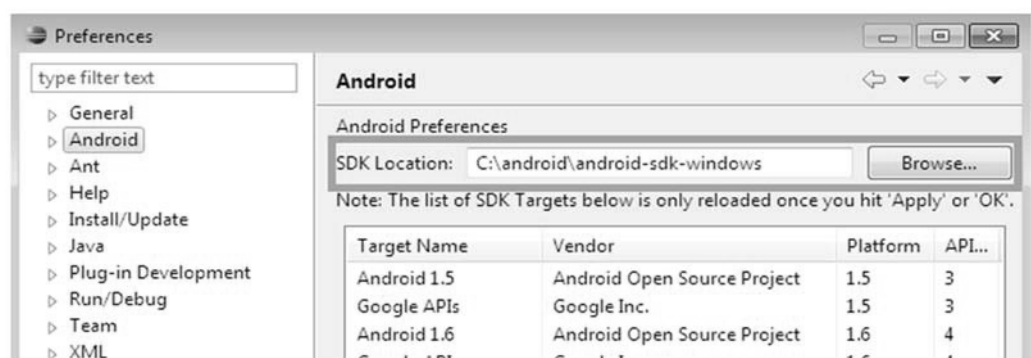 Preferences
type filter text
General
Android
Ant
Help
Install/Update
Java
Plug-in Development
Run/Debug
Team
XML
Android
Android Preferences
SDK Location: C:\android\android-sdk-windows Browse...
Note: The list of SDK Targets below is only reloaded once you hit 'Apply' or 'OK'.
Target Name Vendor Platform API...
Android 1.5 Android Open Source Project 1.5 3
Google APIs Google Inc. 1.5 3
Android 1.6 Android Open Source Project 1.6 4